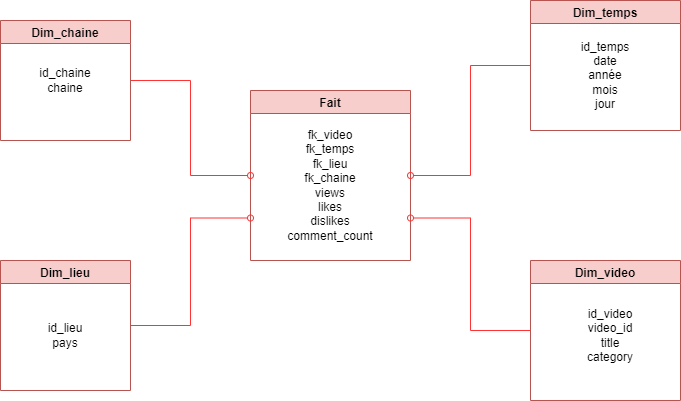 Dim_chaine
id_chaine
chaine
Dim_temps
id_temps
date
année
mois
jour
Fait
fk_video
fk_temps
fk_lieu
fk_chaine
views
likes
dislikes
comment_count
Dim_lieu
id_lieu
pays
Dim_video
id_video
video_id
title
category